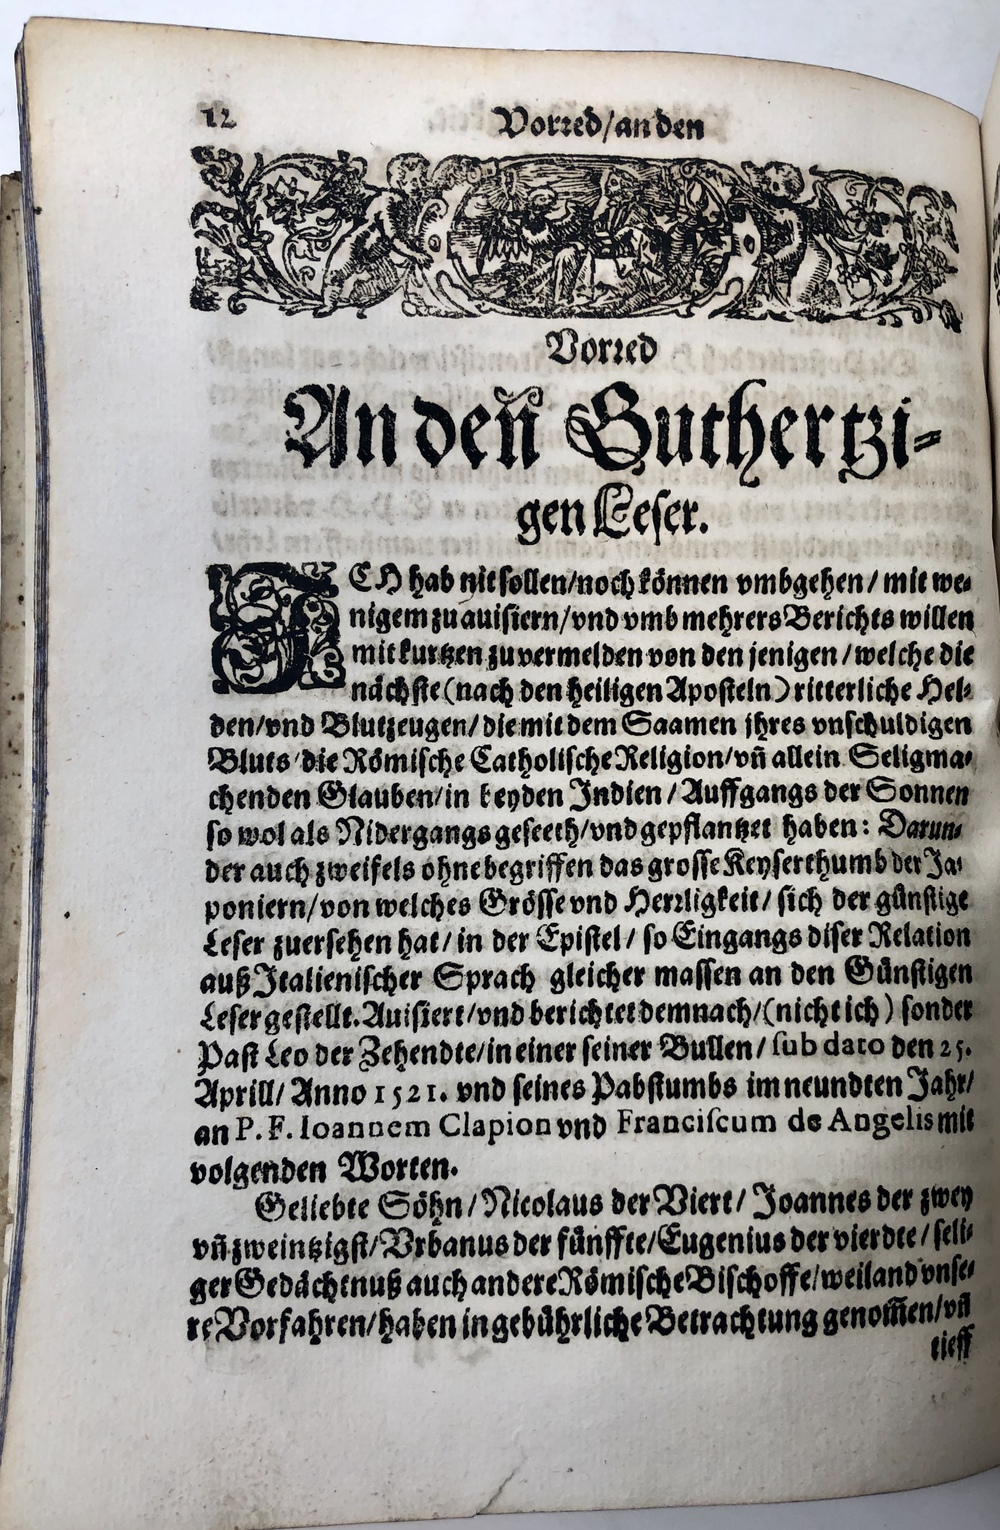 12
Vorred/an den
Vorred
An deñ Guthertzi-
gen Leser.
ICH hab nit sollen/noch können vmbgehen/ mit we-
nigem zu auisiern/vnd vmb mehrers Berichts willen
mit kurtzen zuvermelden von den jenigen/welche die
nächste (nach den heiligen Aposteln) ritterliche Hel-
den/vnd Blutzeugen/die mit dem Saamen jhres vnschuldigen
Bluts/die Römische Catholische Religion/vñ allein Seligma-
chenden Glauben/in beyden Indien/Auffgangs der Sonnen
so wol als Nidergangs geseeth/vnd gepflantzet haben: Darun-
der auch zweifels ohne begriffen das grosse Keyserthumb der Ja-
poniern/von welches Grösse vnd Herrligkeit/ sich der günstige
Leser zuersehen hat/ in der Epistel/ so Eingangs diser Relation
auß Italienischer Sprach gleicher massen an den Günstigen
Leser gestellt. Auisiert/vnd berichtet demnach/(nicht ich) sonder
Past Leo der Zehendte/in einer seiner Bullen/ sub dato den 25.
Aprill/ Anno 1521. vnd seines Pabstumbs im neundten Jahr/
an P. F. Ioannem Clapion vnd Franciscum de Angelis mit
volgenden Worten.
Geliebte Söhn/Nicolaus der Viert/ Joannes der zwey
vñ zweintzigst/Vrbanus der fünffte/Eugenius der vierdte/ seli-
ger Gedächtnuß auch andere Römische Bischoffe/weiland vnse-
re Vorfahren/haben in gebührliche Betrachtung genom̃en/vñ
tieff